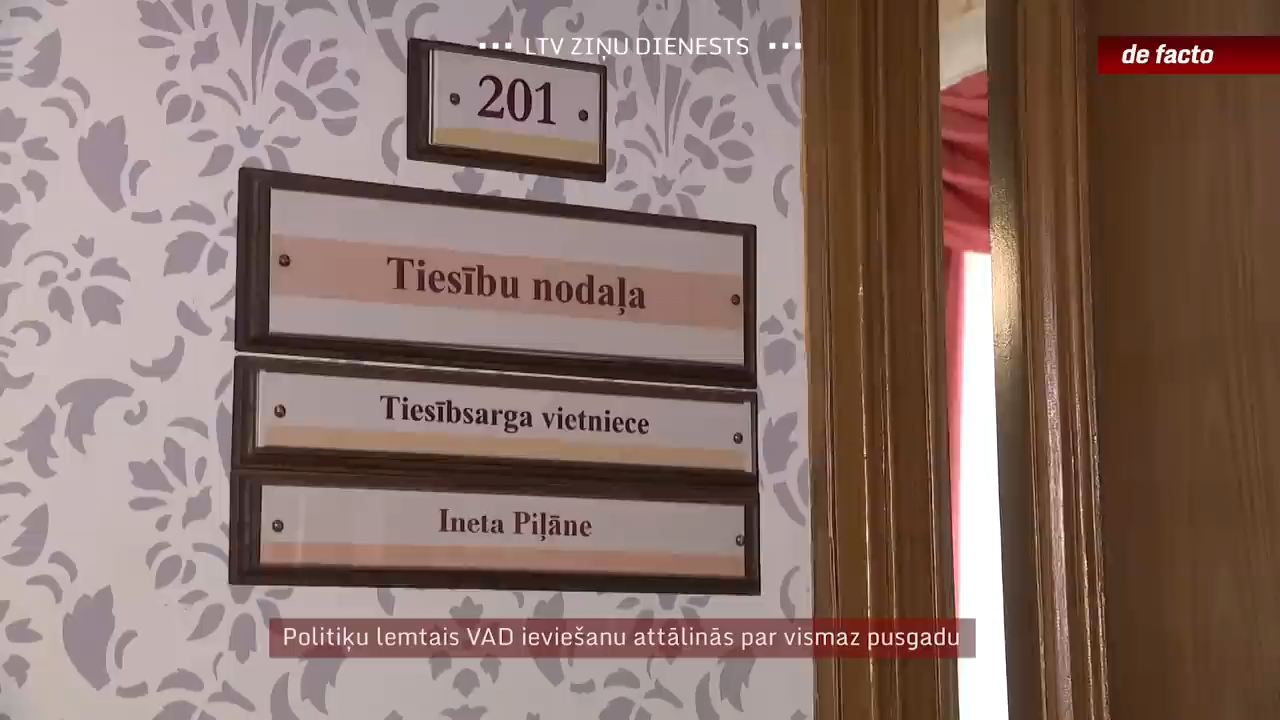 ••• LTV ZIŅU DIENESTS •••
de facto
201
Tiesību nodaļa
Tiesībsarga vietniece
Ineta Piļāne
Politiķu lemtais VAD ieviešanu attālinās par vismaz pusgadu